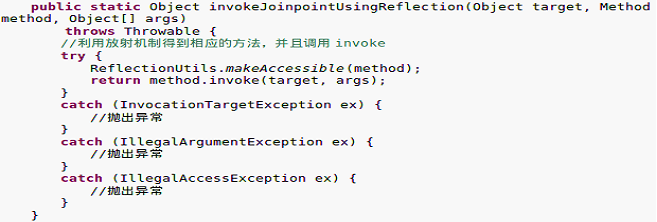 public static Object invokeJoinpointUsingReflection(Object target, Method
method, Object[] args)
throws Throwable {
//利用放射机制得到相应的方法，并且调用 invoke
try {
ReflectionUtils.makeAccessible(method);
return method.invoke(target, args);
}
catch (InvocationTargetException ex) {
//抛出异常
}
catch (IllegalArgumentException ex) {
//抛出异常
}
catch (IllegalAccessException ex) {
//抛出异常
}
}